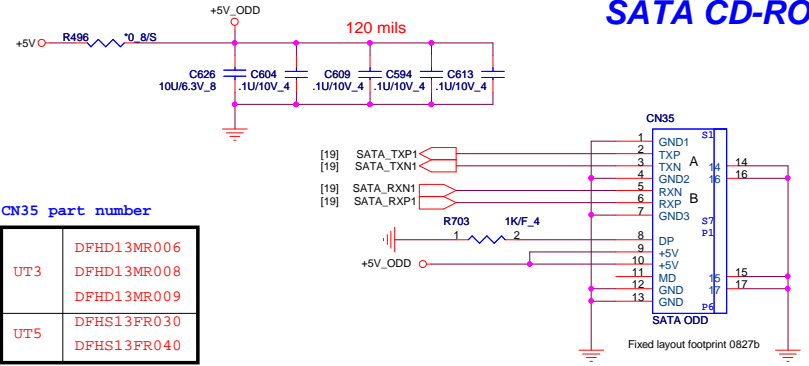 SATA CD-RO
+5V_ODD
120 mils
+5V
R496
*0_8/S
C626
10U/6.3V_8
C604
.1U/10V_4
C609
.1U/10V_4
C594
.1U/10V_4
C613
.1U/10V_4
CN35
[19] SATA_TXP1
[19] SATA_TXN1
[19] SATA_RXN1
[19] SATA_RXP1
1 GND1 S1
2 TXP
3 TXN A 14 14
4 GND2 16 16
5 RXN
6 RXP B
7 GND3
S7
P1
R703
1K/F_4
1 2
8 DP
9 +5V
+5V_ODD
10 +5V
11 MD 15 15
12 GND 17 17
13 GND
P6
SATA ODD
Fixed layout footprint 0827b
CN35 part number
UT3
DFHD13MR006
DFHD13MR008
DFHD13MR009
UT5
DFHS13FR030
DFHS13FR040